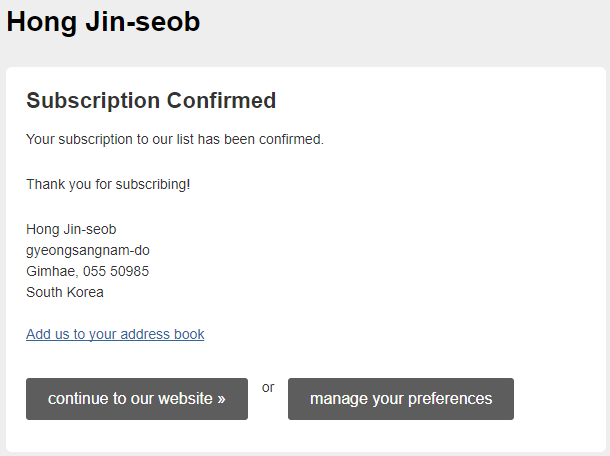 Hong Jin-seob
Subscription Confirmed
Your subscription to our list has been confirmed.
Thank you for subscribing!
Hong Jin-seob
gyeongsangnam-do
Gimhae, 055 50985
South Korea
Add us to your address book
continue to our website » or manage your preferences